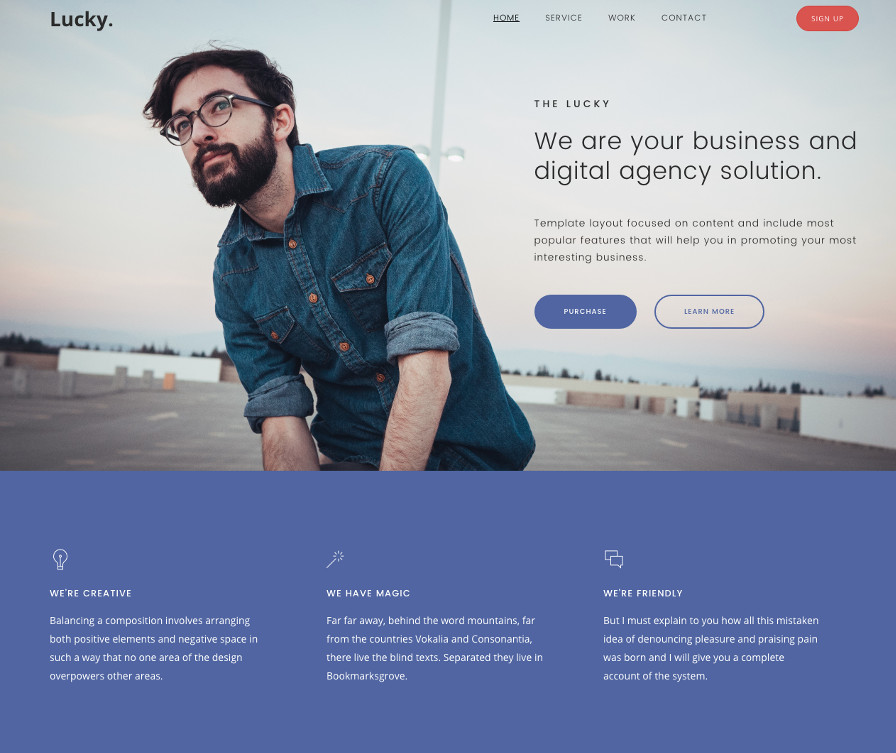 Lucky.
HOME SERVICE WORK CONTACT
SIGN UP
THE LUCKY
We are your business and
digital agency solution.
Template layout focused on content and include most
popular features that will help you in promoting your most
interesting business.
PURCHASE LEARN MORE
WE'RE CREATIVE
Balancing a composition involves arranging
both positive elements and negative space in
such a way that no one area of the design
overpowers other areas.
WE HAVE MAGIC
Far far away, behind the word mountains, far
from the countries Vokalia and Consonantia,
there live the blind texts. Separated they live in
Bookmarksgrove.
WE'RE FRIENDLY
But I must explain to you how all this mistaken
idea of denouncing pleasure and praising pain
was born and I will give you a complete
account of the system.